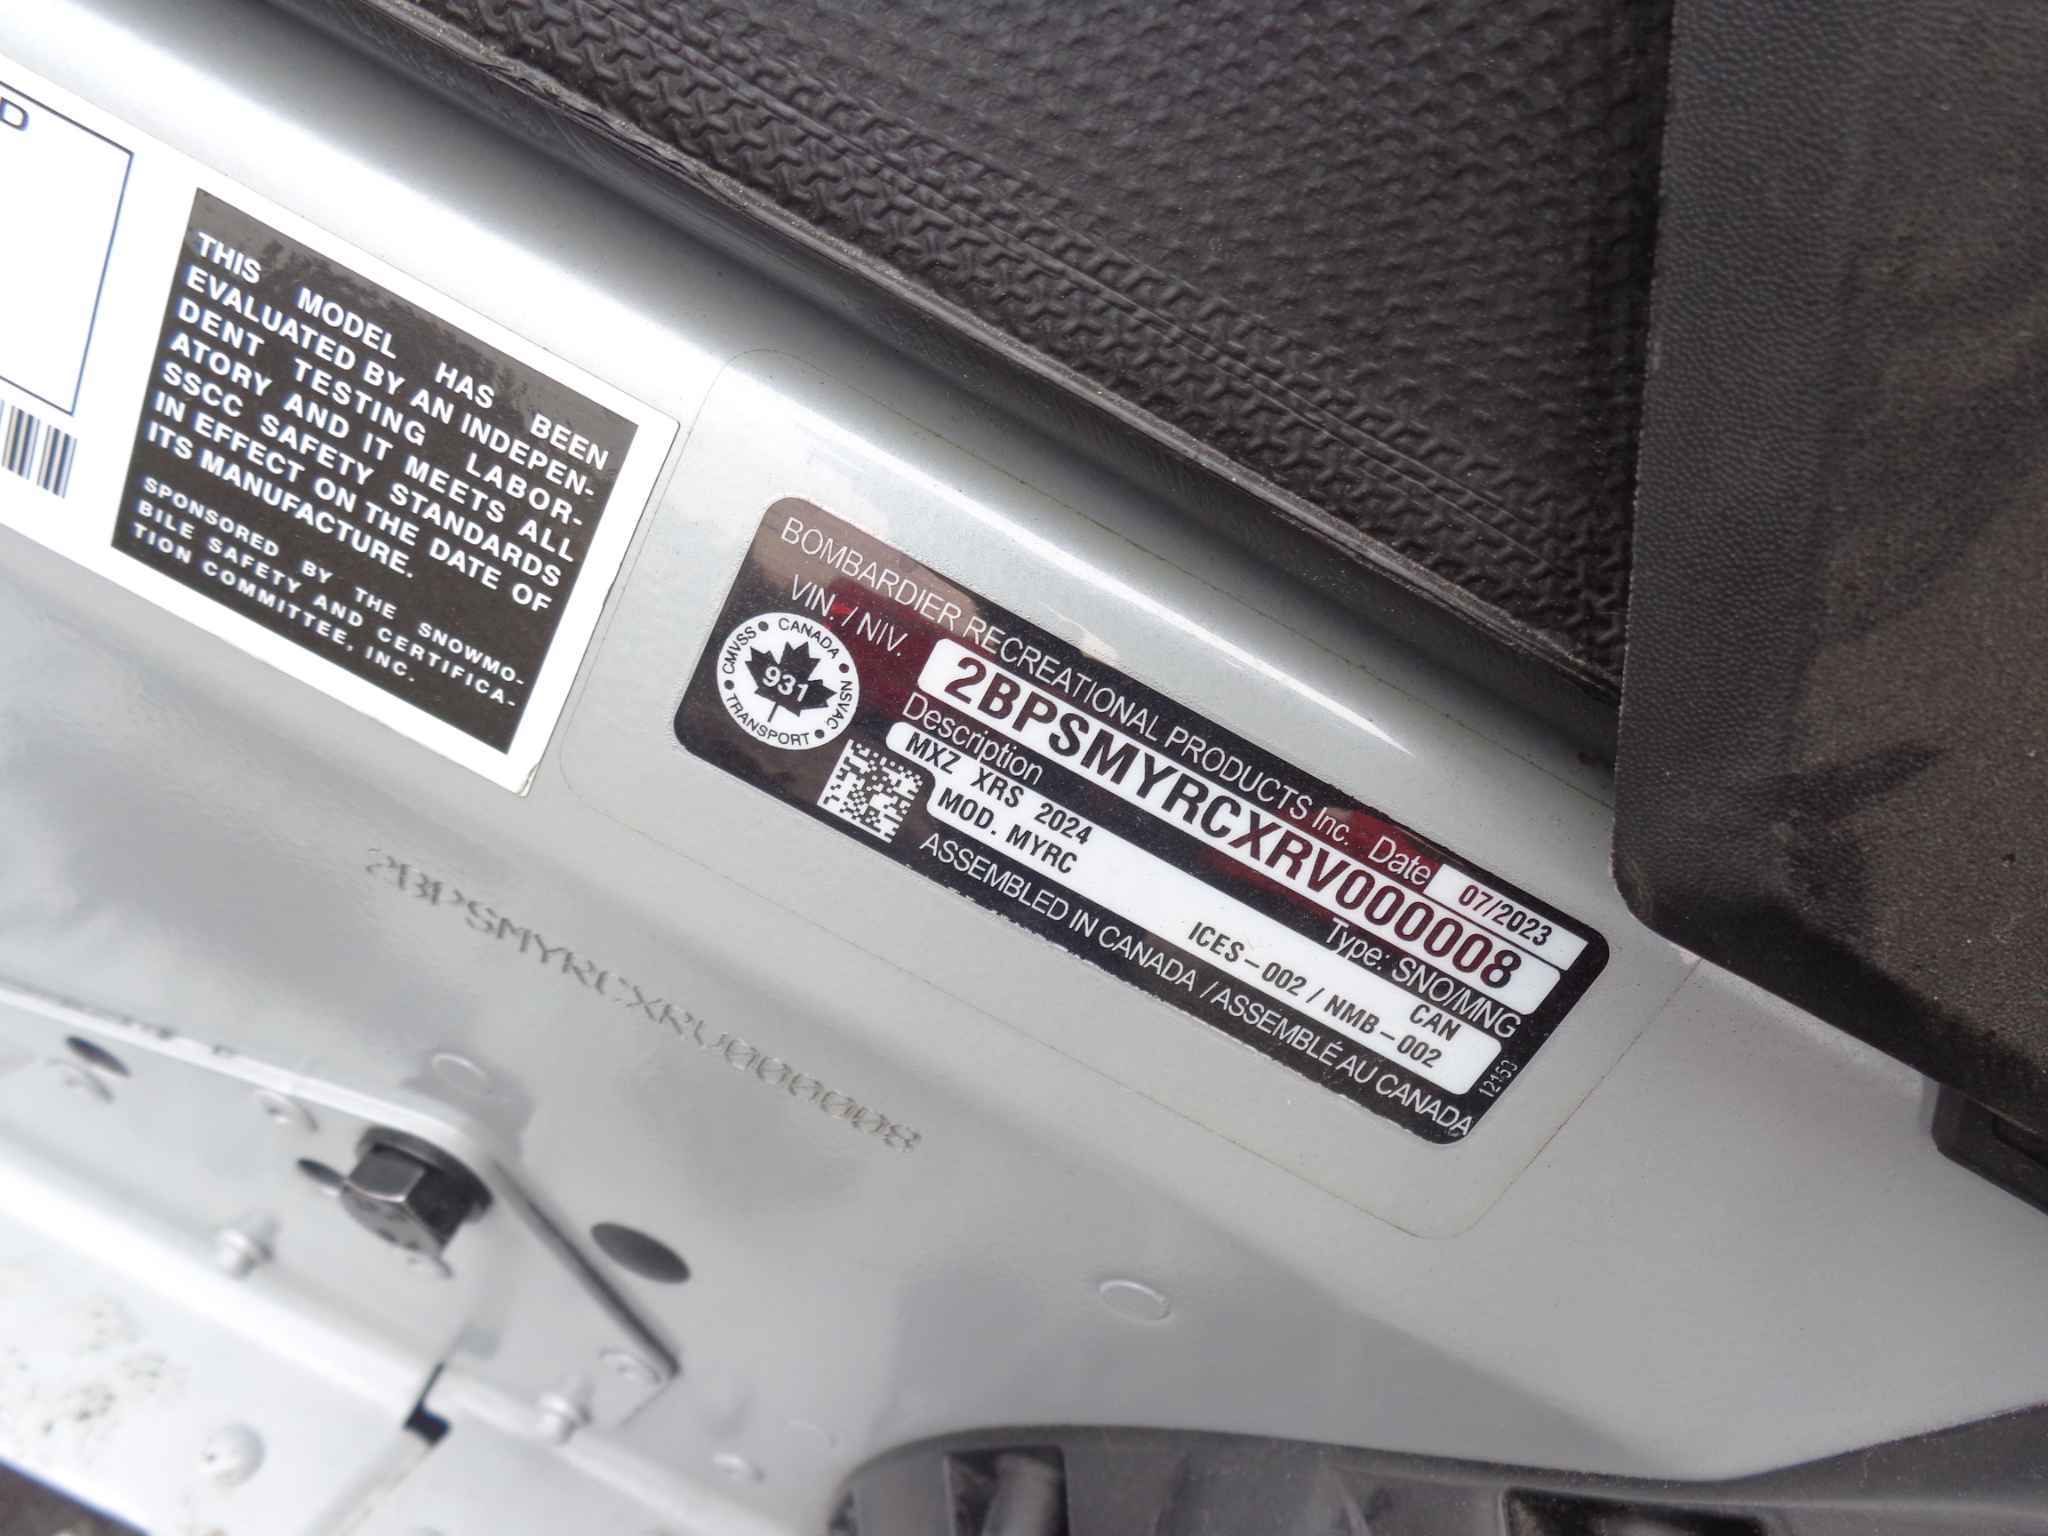 D
THIS MODEL HAS BEEN
EVALUATED BY AN INDEPEN-
DENT TESTING LABOR-
ATORY AND IT MEETS ALL
SSCC SAFETY STANDARDS
IN EFFECT ON THE DATE OF
ITS MANUFACTURE.
SPONSORED BY THE SNOWMO-
BILE SAFETY AND CERTIFICA-
TION COMMITTEE, INC.
BOMBARDIER RECREATIONAL PRODUCTS Inc. Date 07/2023
VIN. / NIV. 2BPSMYRCXRV000008
CANADA • NSVAC • TRANSPORT • CMVSS •
931
Description Type: SNO/MNG
MXZ XRS 2024 CAN
MOD. MYRC ICES-002 / NMB-002
ASSEMBLED IN CANADA / ASSEMBLÉ AU CANADA
12153
2BPSMYRCXRV000008